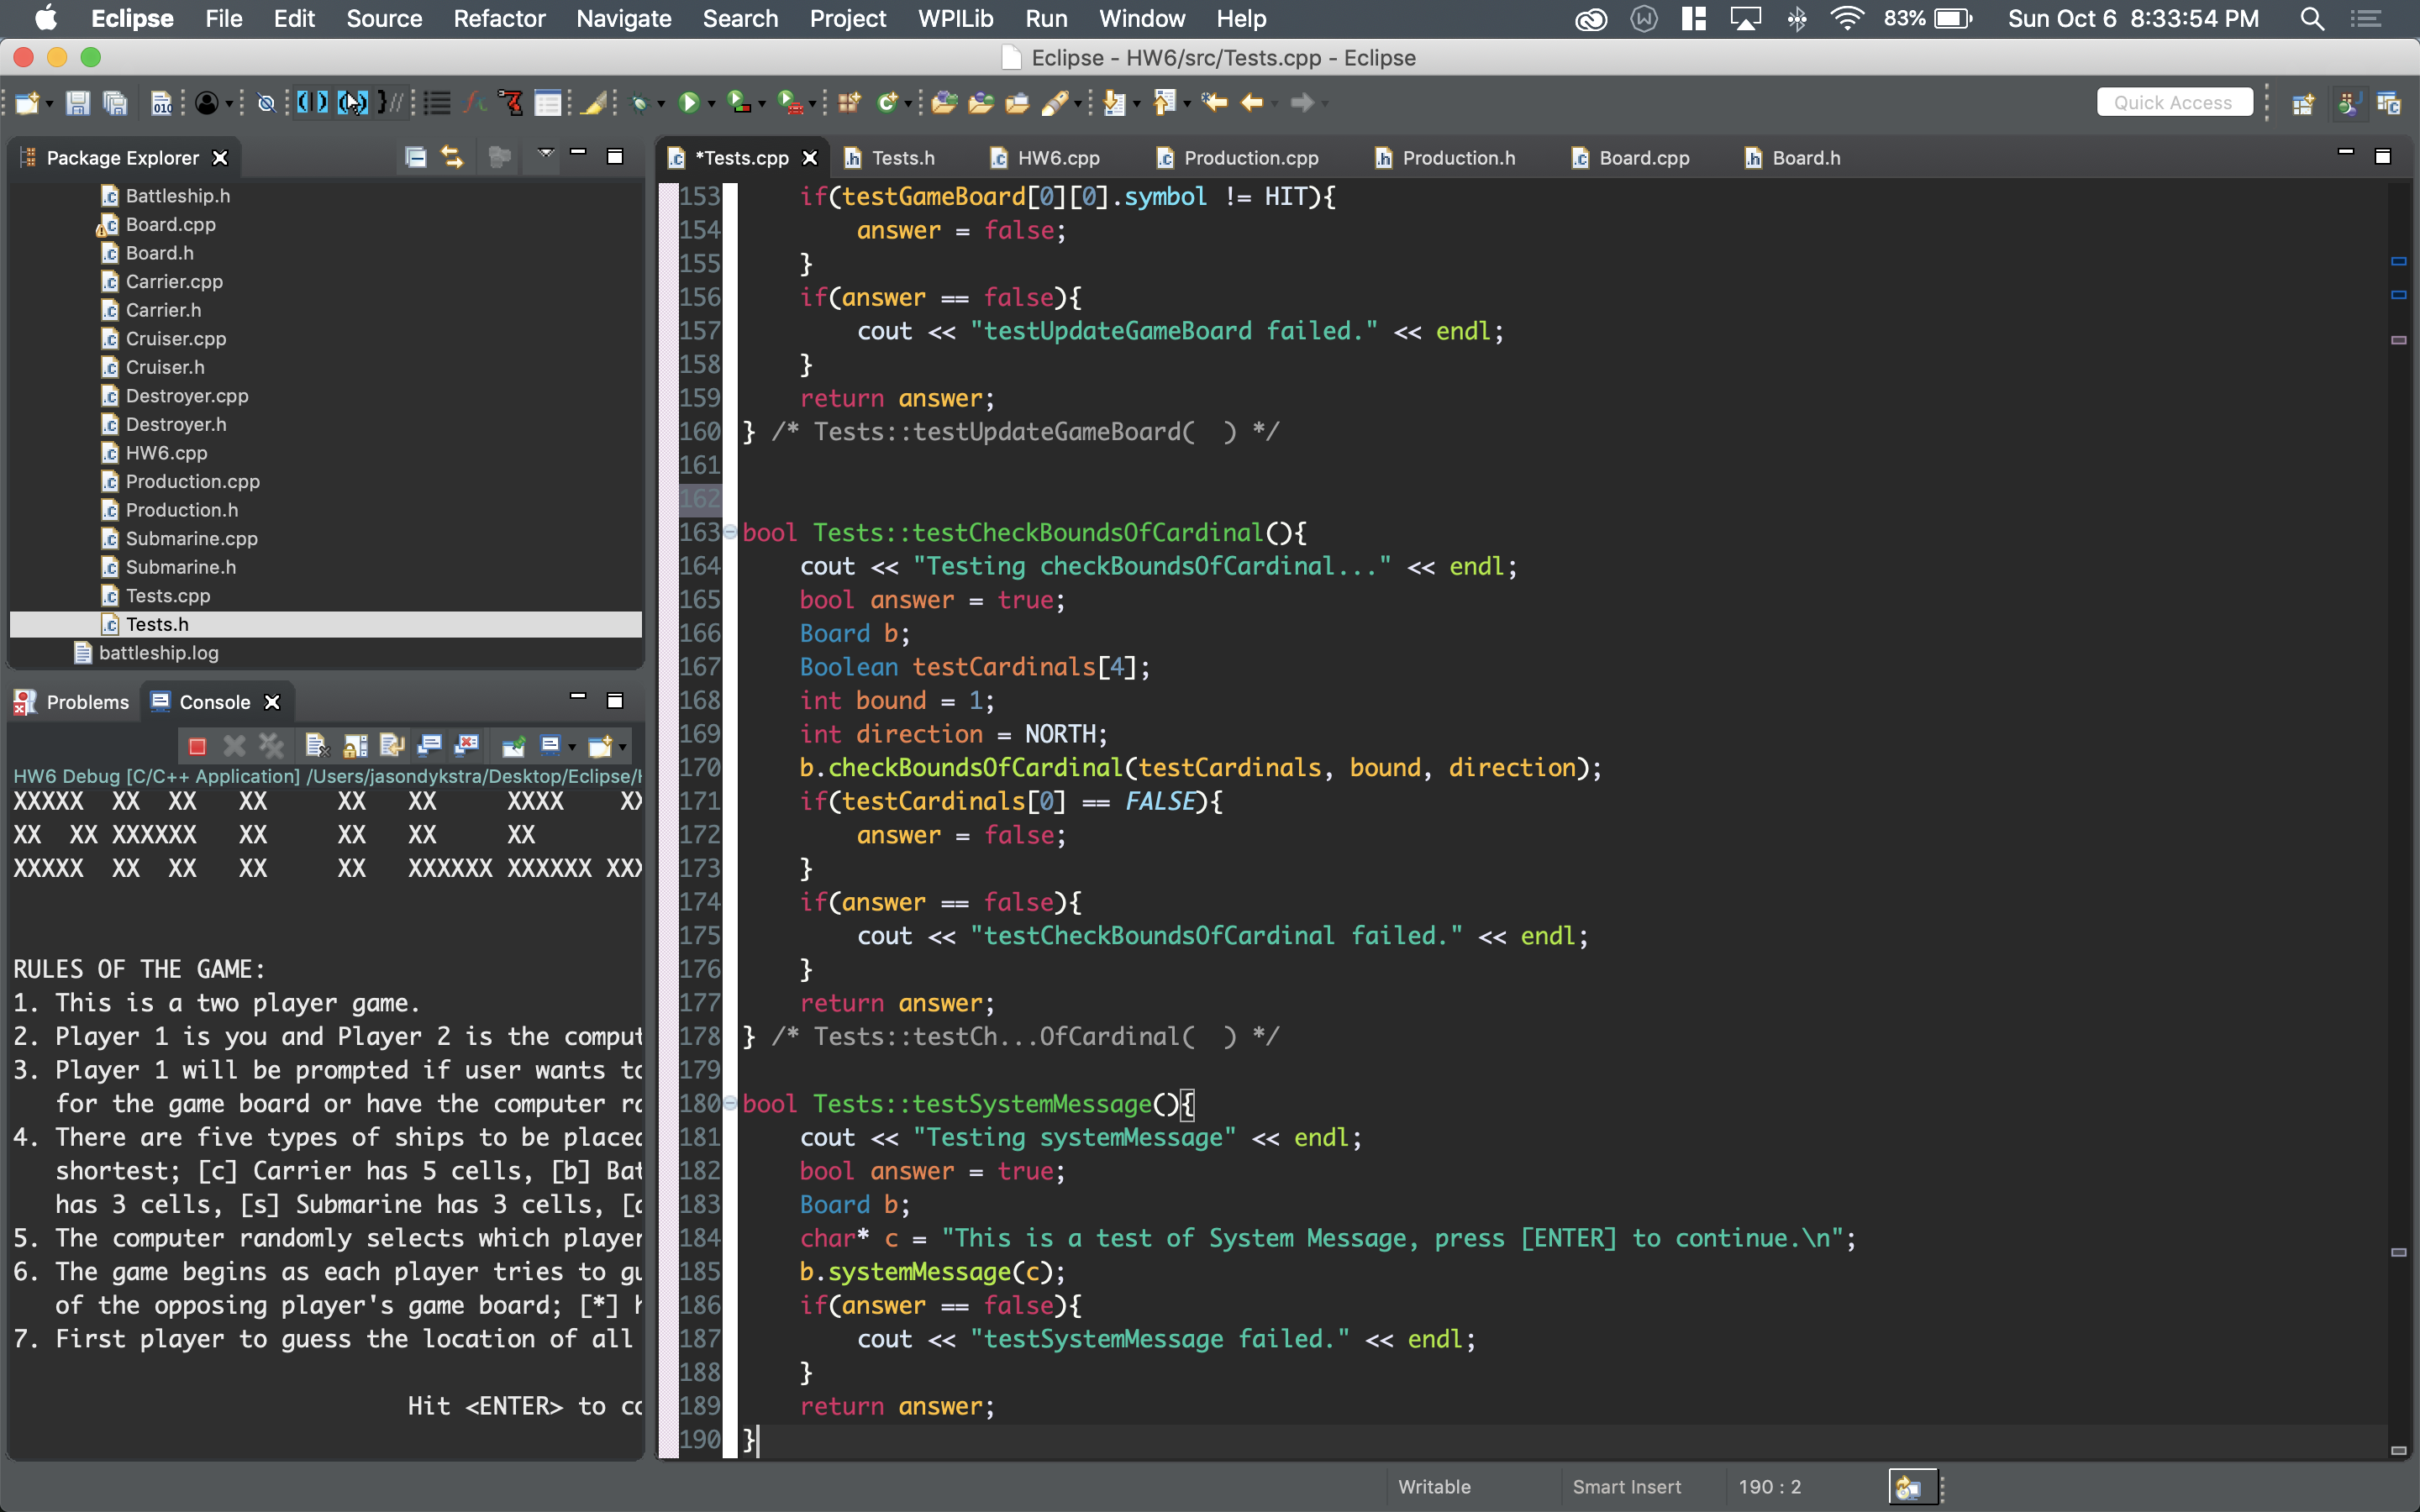 Eclipse File Edit Source Refactor Navigate Search Project WPILib Run Window Help 83% Sun Oct 6 8:33:54 PM
Eclipse - HW6/src/Tests.cpp - Eclipse
Quick Access
Package Explorer
Battleship.h
Board.cpp
Board.h
Carrier.cpp
Carrier.h
Cruiser.cpp
Cruiser.h
Destroyer.cpp
Destroyer.h
HW6.cpp
Production.cpp
Production.h
Submarine.cpp
Submarine.h
Tests.cpp
Tests.h
battleship.log
Problems Console
HW6 Debug [C/C++ Application] /Users/jasondykstra/Desktop/Eclipse/
XXXXX XX XX XX XX XX XXXX XX
XX XX XXXXXX XX XX XX XX
XXXXX XX XX XX XX XXXXXX XXXXXX XXX
RULES OF THE GAME:
1. This is a two player game.
2. Player 1 is you and Player 2 is the comput
3. Player 1 will be prompted if user wants to
for the game board or have the computer ra
4. There are five types of ships to be placed
shortest; [c] Carrier has 5 cells, [b] Bat
has 3 cells, [s] Submarine has 3 cells, [d
5. The computer randomly selects which player
6. The game begins as each player tries to gu
of the opposing player's game board; [*] h
7. First player to guess the location of all
Hit <ENTER> to co
*Tests.cpp Tests.h HW6.cpp Production.cpp Production.h Board.cpp Board.h
153 if(testGameBoard[0][0].symbol != HIT){
154 answer = false;
155 }
156 if(answer == false){
157 cout << "testUpdateGameBoard failed." << endl;
158 }
159 return answer;
160 } /* Tests::testUpdateGameBoard( ) */
161
162
163 bool Tests::testCheckBoundsOfCardinal(){
164 cout << "Testing checkBoundsOfCardinal..." << endl;
165 bool answer = true;
166 Board b;
167 Boolean testCardinals[4];
168 int bound = 1;
169 int direction = NORTH;
170 b.checkBoundsOfCardinal(testCardinals, bound, direction);
171 if(testCardinals[0] == FALSE){
172 answer = false;
173 }
174 if(answer == false){
175 cout << "testCheckBoundsOfCardinal failed." << endl;
176 }
177 return answer;
178 } /* Tests::testCh...OfCardinal( ) */
179
180 bool Tests::testSystemMessage(){
181 cout << "Testing systemMessage" << endl;
182 bool answer = true;
183 Board b;
184 char* c = "This is a test of System Message, press [ENTER] to continue.\n";
185 b.systemMessage(c);
186 if(answer == false){
187 cout << "testSystemMessage failed." << endl;
188 }
189 return answer;
190 }
Writable Smart Insert 190 : 2